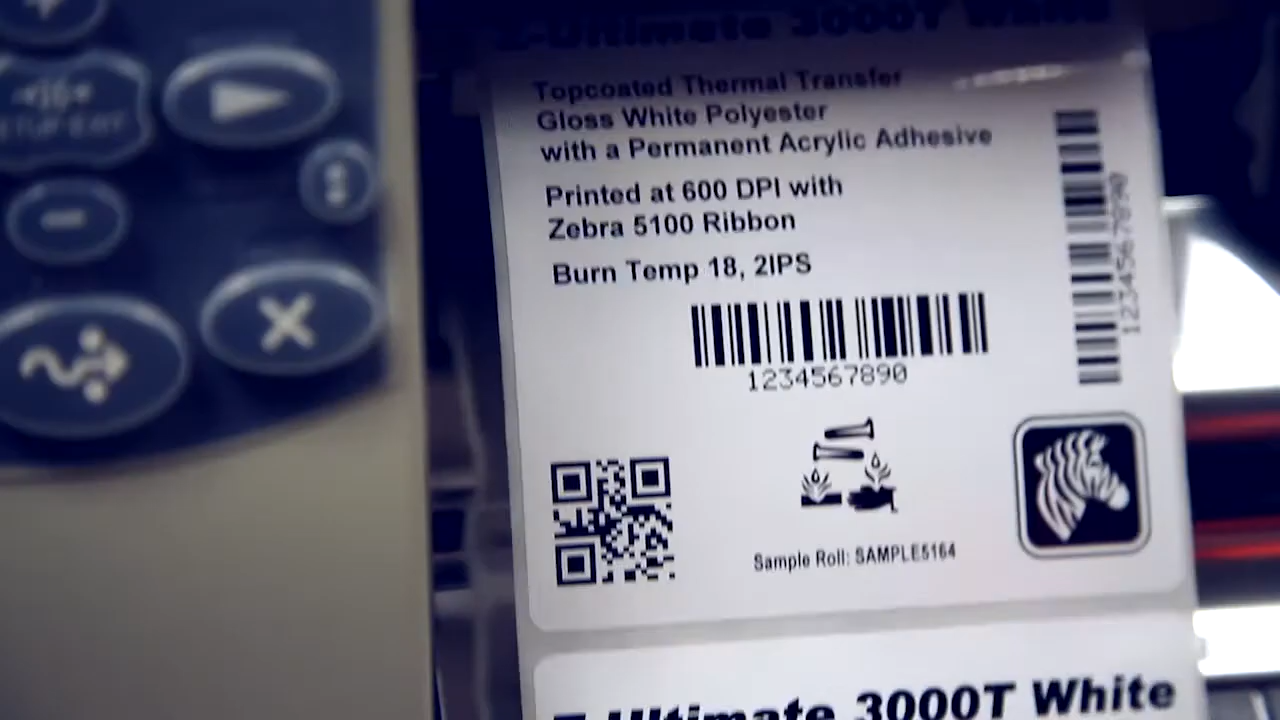 Z-Ultimate 3000T White
Topcoated Thermal Transfer
Gloss White Polyester
with a Permanent Acrylic Adhesive
Printed at 600 DPI with
Zebra 5100 Ribbon
Burn Temp 18, 2IPS
1234567890
1234567890
Sample Roll: SAMPLE5164
Z-Ultimate 3000T White